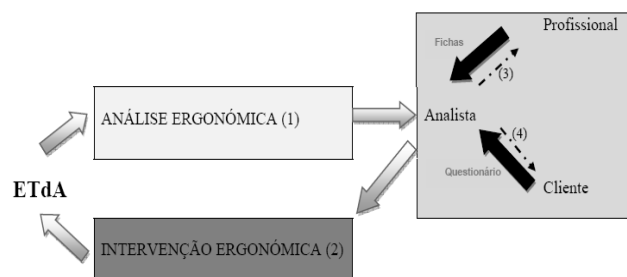 Profissional
Fichas
(3)
ANÁLISE ERGONÓMICA (1)
Analista
(4)
Questionário
Cliente
ETdA
INTERVENÇÃO ERGONÓMICA (2)